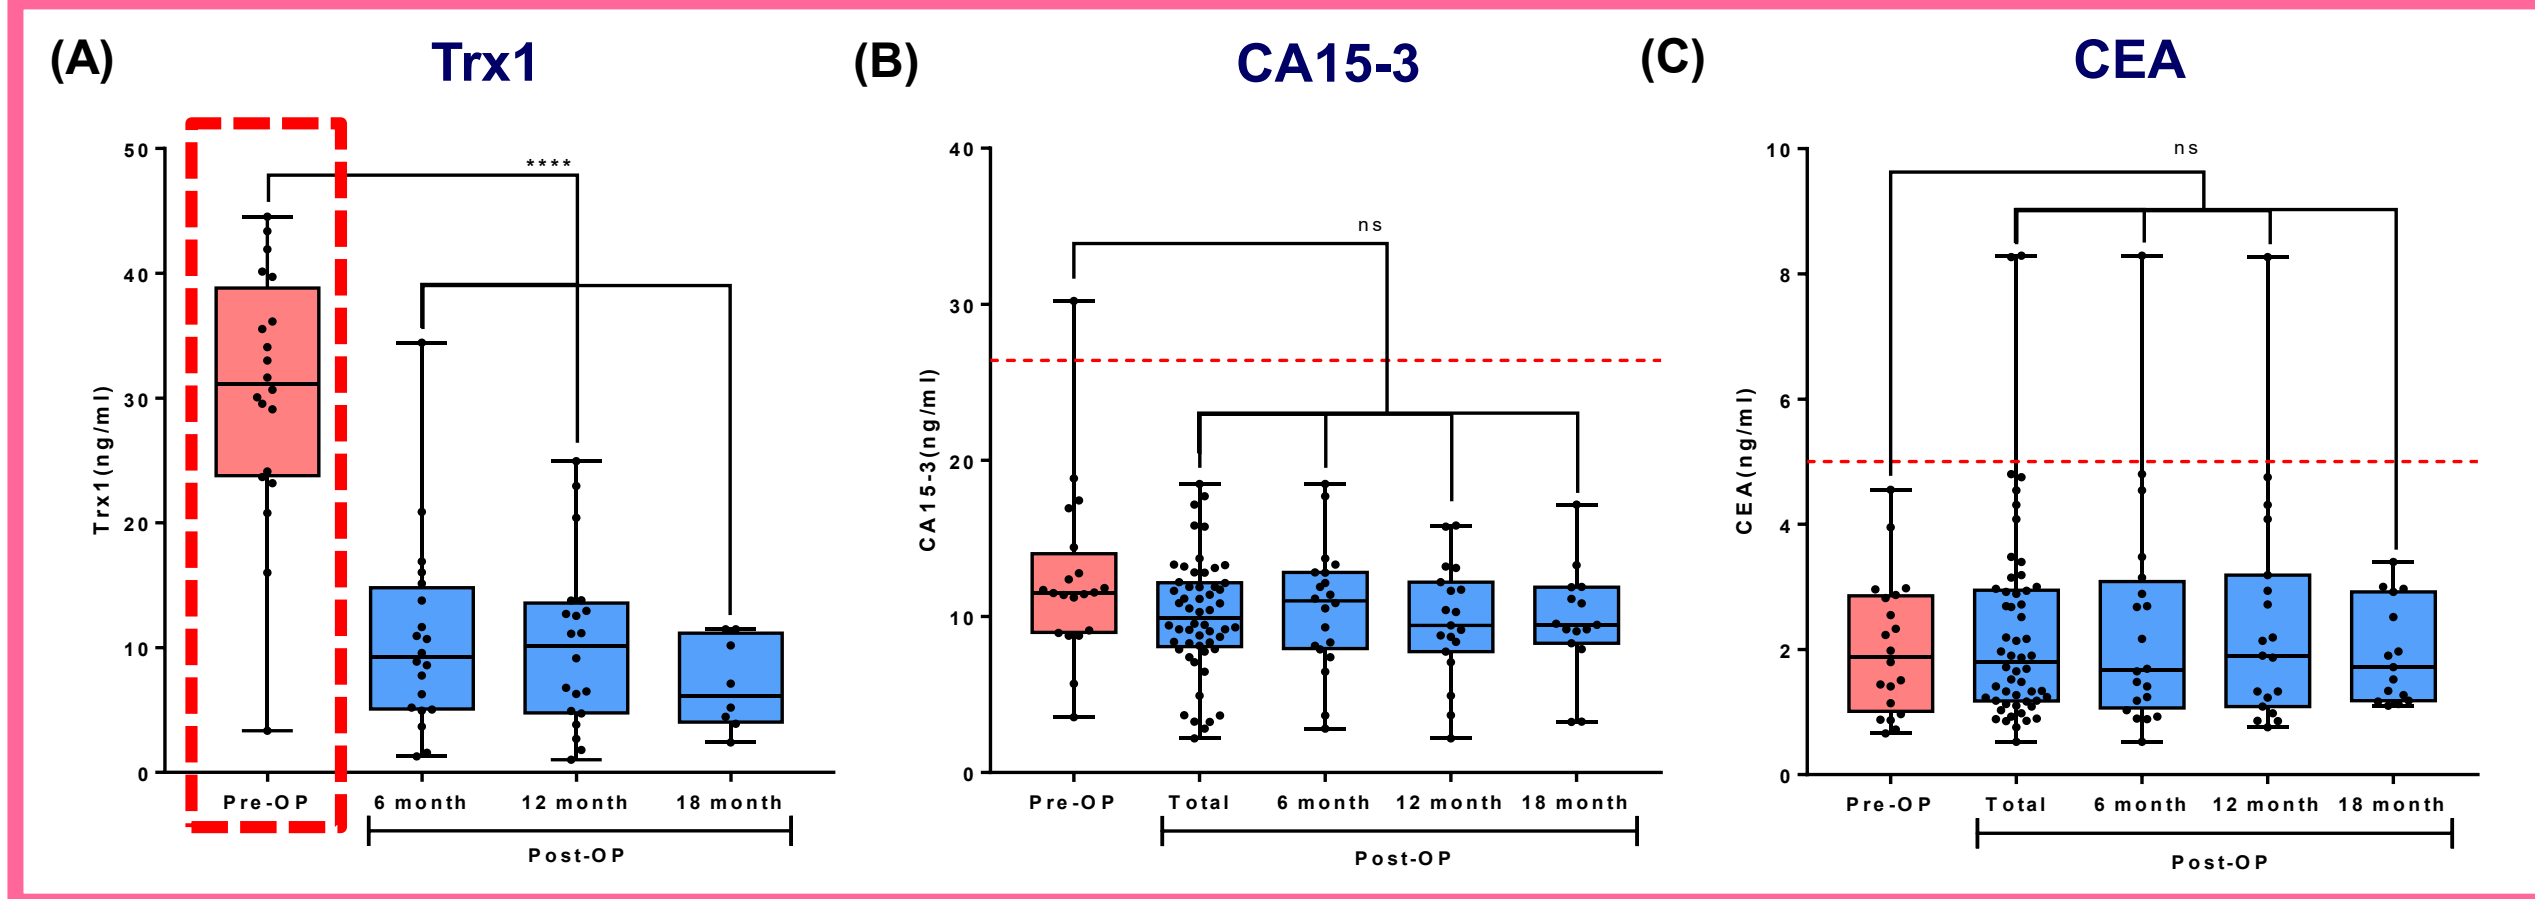 (A)
Trx1
50
40
30
20
10
0
Trx1(ng/ml)
****
Pre-OP
6 month
12 month
18 month
Post-OP
(B)
CA15-3
40
30
20
10
0
CA15-3(ng/ml)
ns
Pre-OP
Total
6 month
12 month
18 month
Post-OP
(C)
CEA
10
8
6
4
2
0
CEA(ng/ml)
ns
Pre-OP
Total
6 month
12 month
18 month
Post-OP